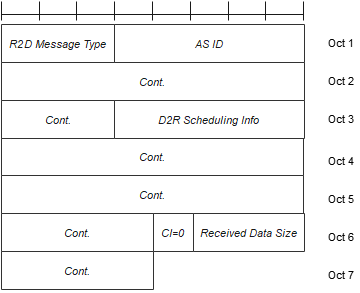 R2D Message Type AS ID Oct 1
Cont. Oct 2
Cont. D2R Scheduling Info Oct 3
Cont. Oct 4
Cont. Oct 5
Cont. CI=0 Received Data Size Oct 6
Cont. Oct 7